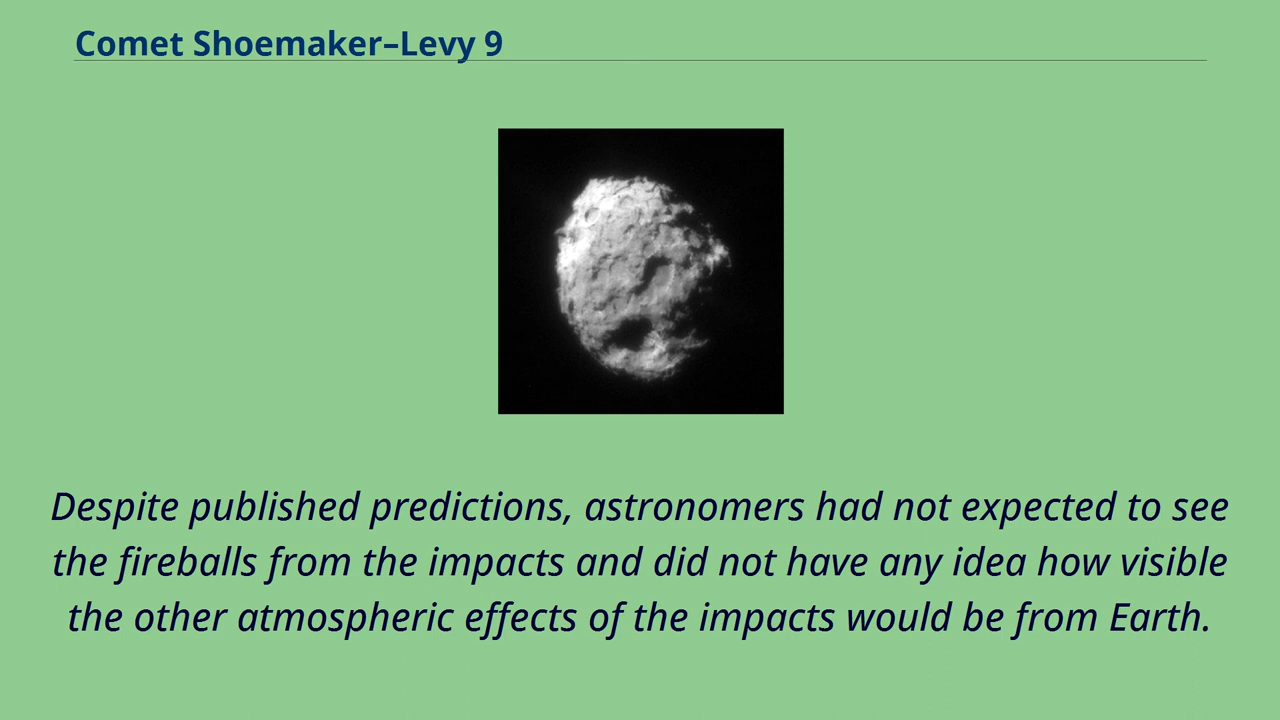 Comet Shoemaker–Levy 9
Despite published predictions, astronomers had not expected to see
the fireballs from the impacts and did not have any idea how visible
the other atmospheric effects of the impacts would be from Earth.